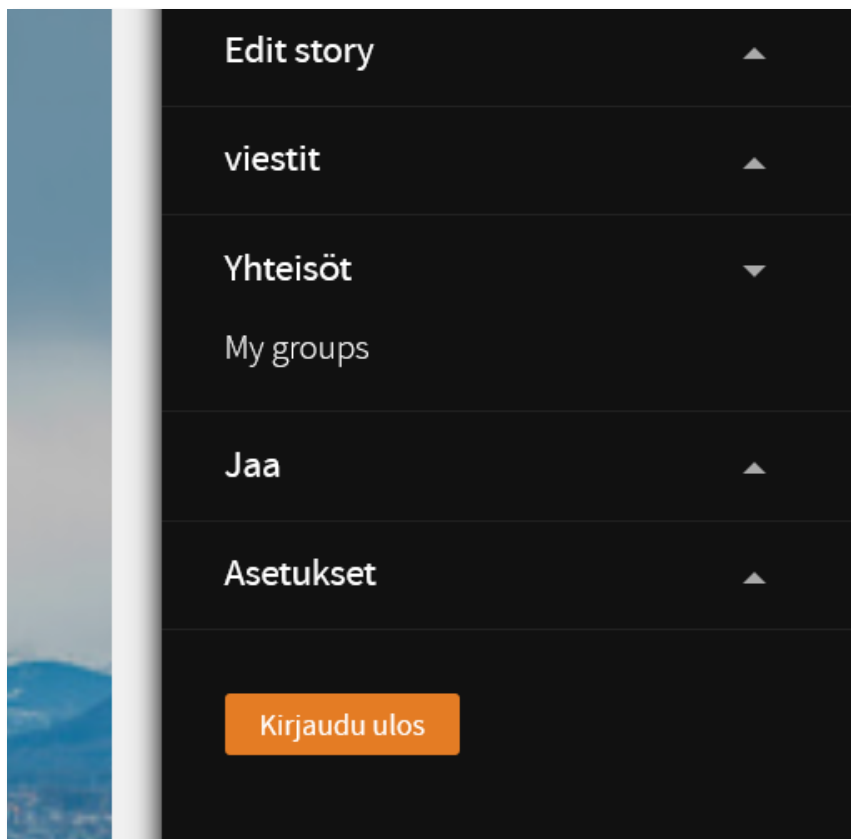 Edit story
viestit
Yhteisöt
My groups
Jaa
Asetukset
Kirjaudu ulos